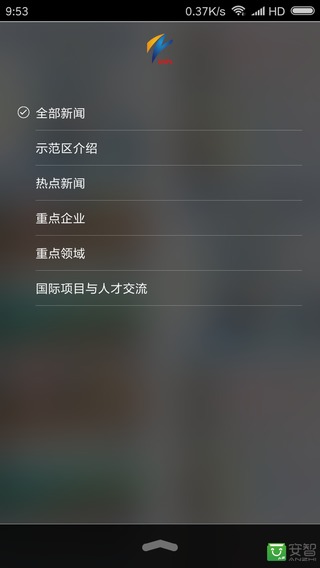 9:53
0.37K/s
HD
全部新闻
示范区介绍
热点新闻
重点企业
重点领域
国际项目与人才交流
安智
ANZHI